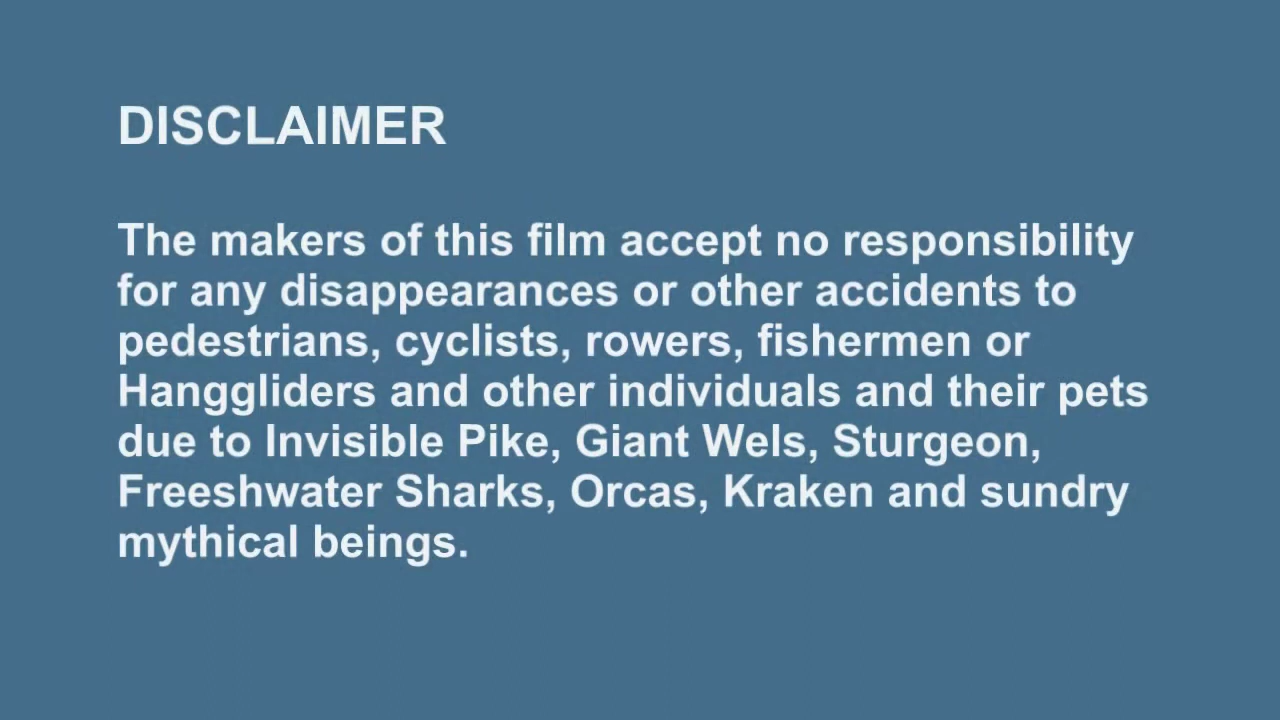 DISCLAIMER
The makers of this film accept no responsibility
for any disappearances or other accidents to
pedestrians, cyclists, rowers, fishermen or
Hanggliders and other individuals and their pets
due to Invisible Pike, Giant Wels, Sturgeon,
Freeshwater Sharks, Orcas, Kraken and sundry
mythical beings.